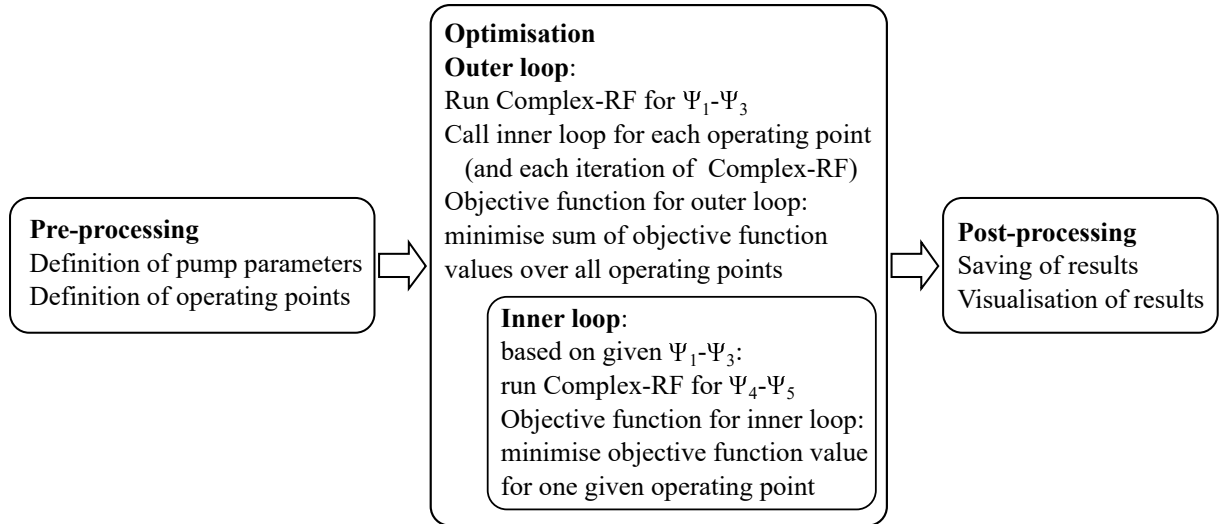 Pre-processing
Definition of pump parameters
Definition of operating points
Optimisation
Outer loop:
Run Complex-RF for Ψ₁-Ψ₃
Call inner loop for each operating point
(and each iteration of Complex-RF)
Objective function for outer loop:
minimise sum of objective function
values over all operating points
Inner loop:
based on given Ψ₁-Ψ₃:
run Complex-RF for Ψ₄-Ψ₅
Objective function for inner loop:
minimise objective function value
for one given operating point
Post-processing
Saving of results
Visualisation of results